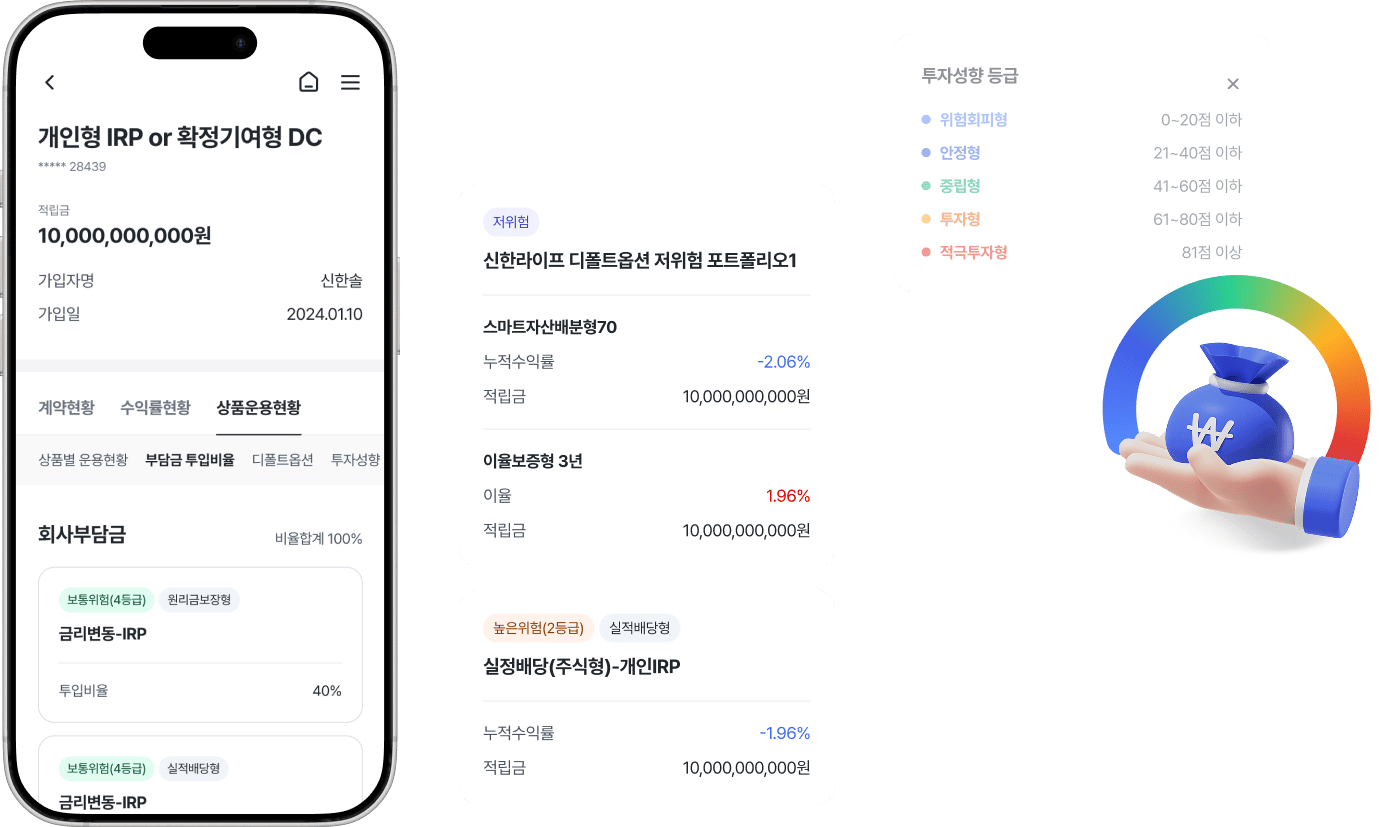 개인형 IRP or 확정기여형 DC
***** 28439
적립금
10,000,000,000원
가입자명 신한솔
가입일 2024.01.10
계약현황 수익률현황 상품운용현황
상품별 운용현황 부담금 투입비율 디폴트옵션 투자성향
회사부담금 비율합계 100%
보통위험(4등급) 원리금보장형
금리변동-IRP
투입비율 40%
보통위험(4등급) 실적배당형
금리변동-IRP
저위험
신한라이프 디폴트옵션 저위험 포트폴리오1
스마트자산배분형70
누적수익률 -2.06%
적립금 10,000,000,000원
이율보증형 3년
이율 1.96%
적립금 10,000,000,000원
높은위험(2등급) 실적배당형
실정배당(주식형)-개인IRP
누적수익률 -1.96%
적립금 10,000,000,000원
투자성향 등급
위험회피형 0~20점 이하
안정형 21~40점 이하
중립형 41~60점 이하
투자형 61~80점 이하
적극투자형 81점 이상
₩